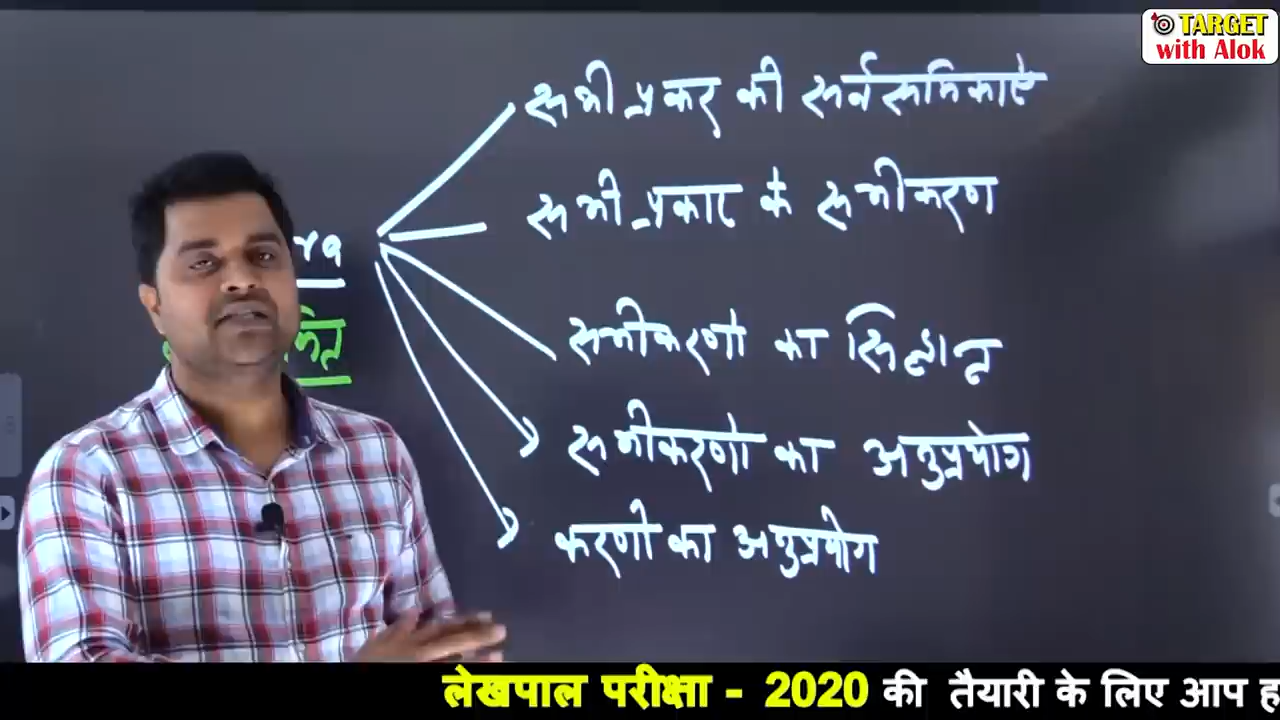 TARGET
with Alok
सभी प्रकार की सर्वसमिकाएं
सभी प्रकार के समीकरण
समीकरणों का सिद्धान्त
समीकरणों का अनुप्रयोग
करणों का अनुप्रयोग
लेखपाल परीक्षा - 2020 की तैयारी के लिए आप ह